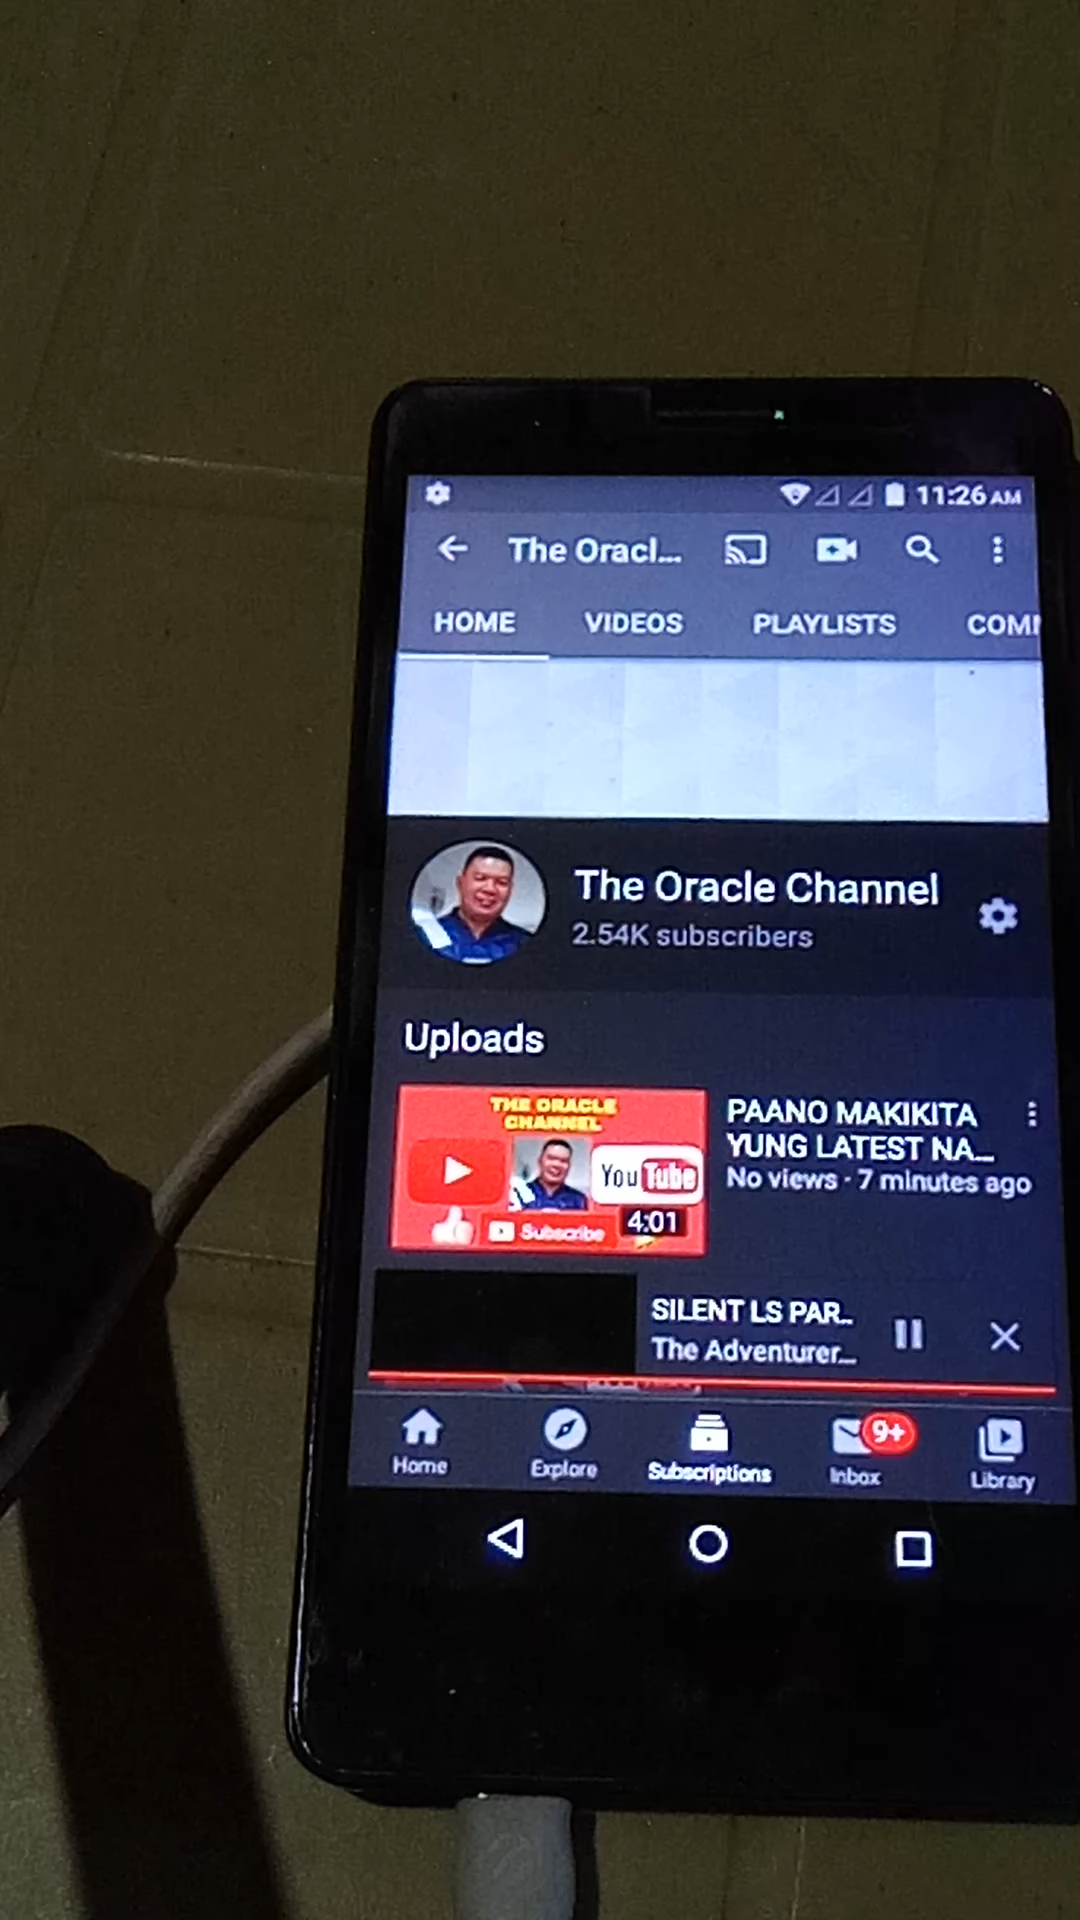 11:26 AM
The Oracl...
HOME VIDEOS PLAYLISTS COMM
The Oracle Channel
2.54K subscribers
Uploads
THE ORACLE
CHANNEL
YouTube
Subscribe
4:01
PAANO MAKIKITA
YUNG LATEST NA...
No views · 7 minutes ago
SILENT LS PAR..
The Adventurer...
Home Explore Subscriptions Inbox 9+ Library